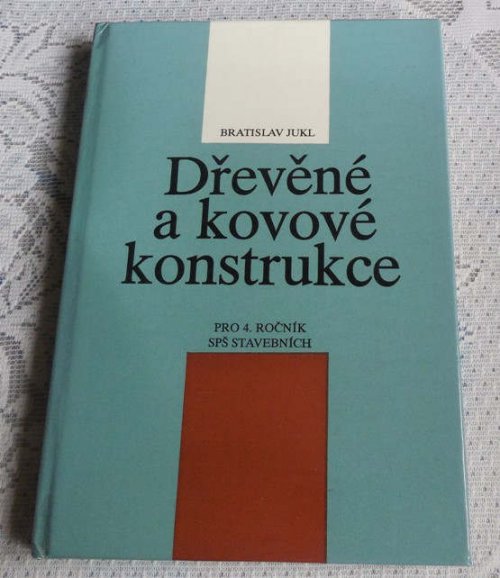 BRATISLAV JUKL
Dřevěné
a kovové
konstrukce
PRO 4. ROČNÍK
SPŠ STAVEBNÍCH